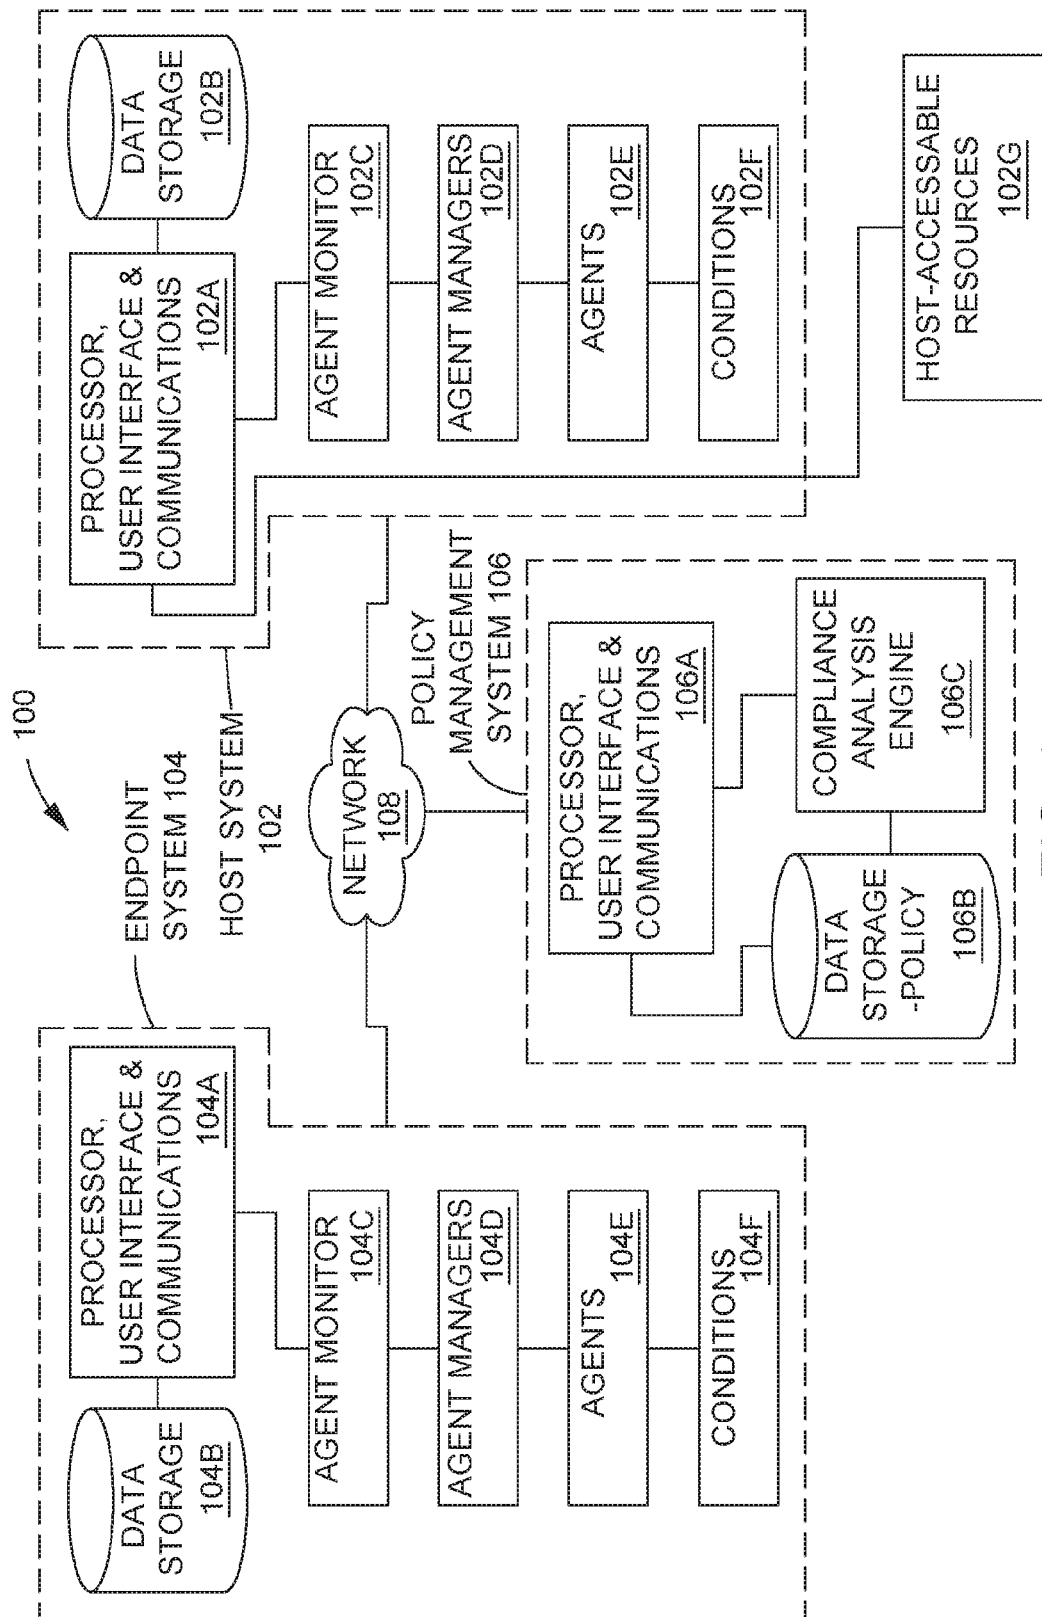 100
ENDPOINT
SYSTEM 104
HOST SYSTEM
102
DATA
STORAGE
104B
PROCESSOR,
USER INTERFACE &
COMMUNICATIONS
104A
AGENT MONITOR
104C
AGENT MANAGERS
104D
AGENTS
104E
CONDITIONS
104F
NETWORK
108
POLICY
MANAGEMENT
SYSTEM 106
PROCESSOR,
USER INTERFACE &
COMMUNICATIONS
106A
DATA
STORAGE
-POLICY
106B
COMPLIANCE
ANALYSIS
ENGINE
106C
PROCESSOR,
USER INTERFACE &
COMMUNICATIONS
102A
DATA
STORAGE
102B
AGENT MONITOR
102C
AGENT MANAGERS
102D
AGENTS
102E
CONDITIONS
102F
HOST-ACCESSABLE
RESOURCES
102G